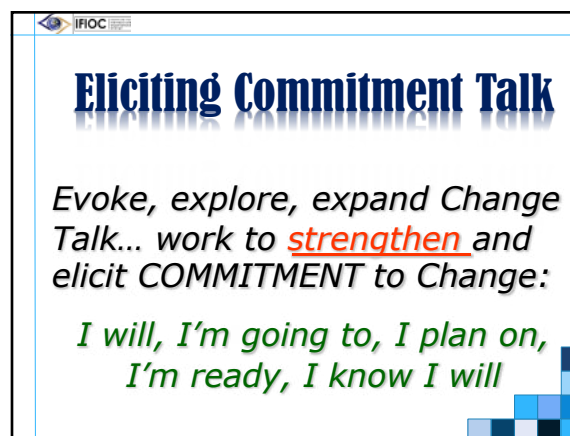 IFIOC
Eliciting Commitment Talk
Evoke, explore, expand Change
Talk… work to strengthen and
elicit COMMITMENT to Change:
I will, I'm going to, I plan on,
I'm ready, I know I will